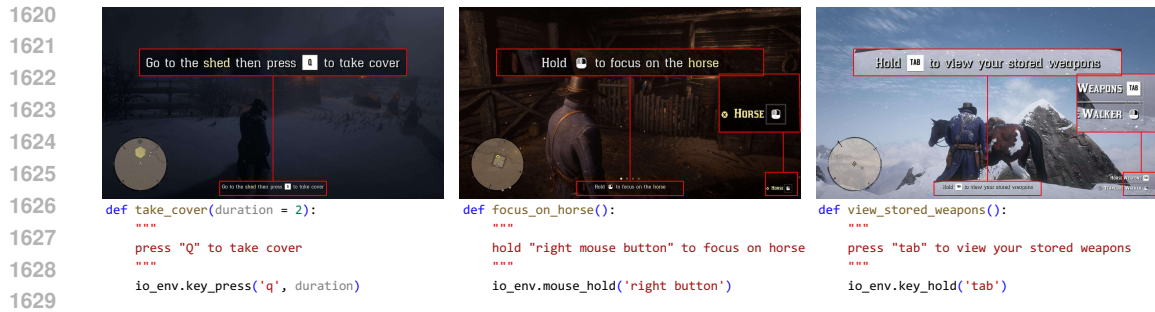 1620
1621
1622
1623
1624
1625
1626
1627
1628
1629
Go to the shed then press Q to take cover
Go to the shed then press Q to take cover
def take_cover(duration = 2):
"""
press "Q" to take cover
"""
io_env.key_press('q', duration)
Hold to focus on the horse
HORSE
Hold to focus on the horse
HORSE
def focus_on_horse():
"""
hold "right mouse button" to focus on horse
"""
io_env.mouse_hold('right button')
Hold TAB to view your stored weapons
WEAPONS TAB
: WALKER
Hold TAB to view your stored weapons
HORSE WEAPONS TAB
WALKER
def view_stored_weapons():
"""
press "tab" to view your stored weapons
"""
io_env.key_hold('tab')